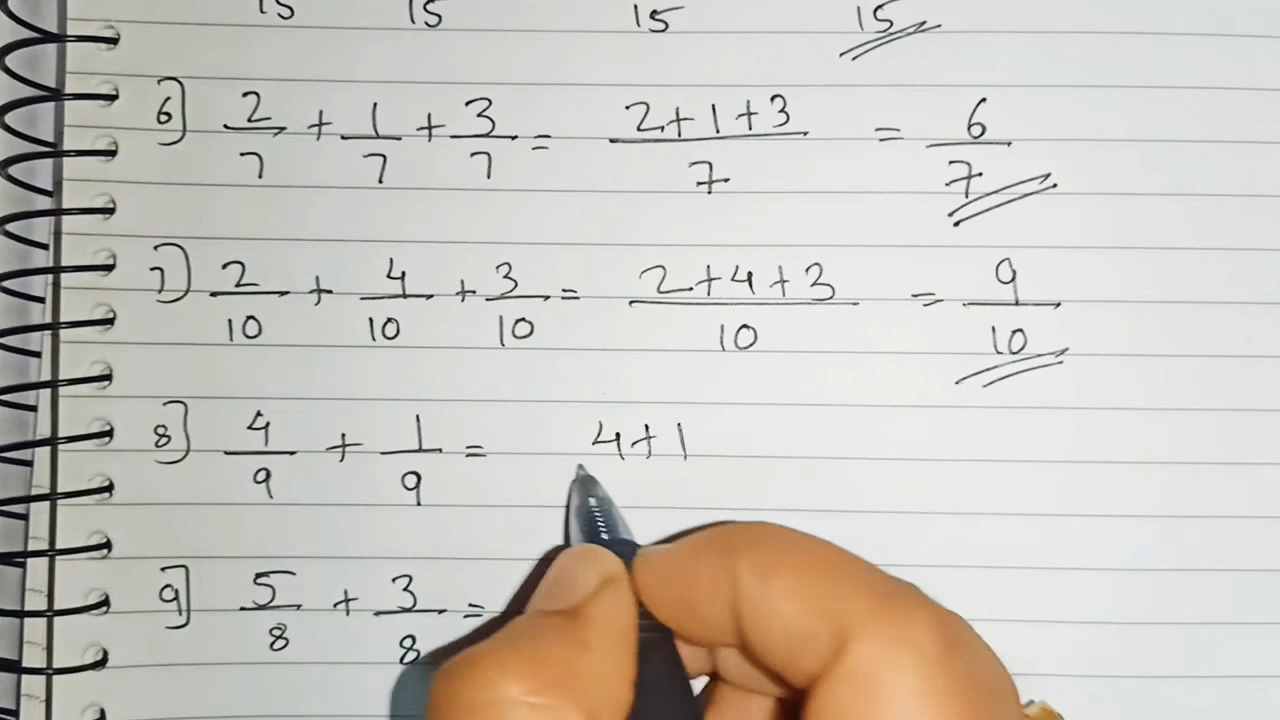 15 15 15 15
6] 2/7 + 1/7 + 3/7 = 2+1+3/7 = 6/7
7] 2/10 + 4/10 + 3/10 = 2+4+3/10 = 9/10
8] 4/9 + 1/9 = 4+1
9] 5/8 + 3/8 =